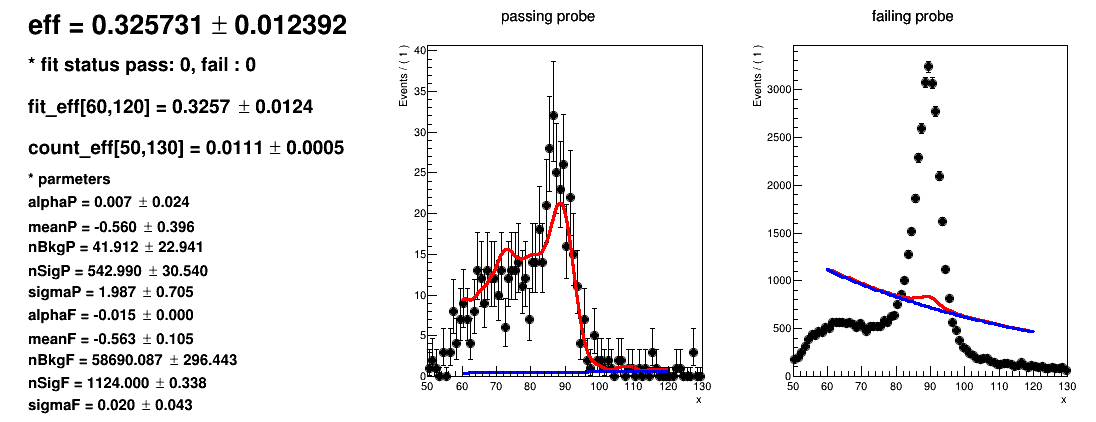 eff = 0.325731 ± 0.012392
* fit status pass: 0, fail : 0
fit_eff[60,120] = 0.3257 ± 0.0124
count_eff[50,130] = 0.0111 ± 0.0005
* parmeters
alphaP = 0.007 ± 0.024
meanP = -0.560 ± 0.396
nBkgP = 41.912 ± 22.941
nSigP = 542.990 ± 30.540
sigmaP = 1.987 ± 0.705
alphaF = -0.015 ± 0.000
meanF = -0.563 ± 0.105
nBkgF = 58690.087 ± 296.443
nSigF = 1124.000 ± 0.338
sigmaF = 0.020 ± 0.043
passing probe
Events / ( 1 )
40
35
30
25
20
15
10
5
0
50 60 70 80 90 100 110 120 130
x
failing probe
Events / ( 1 )
3000
2500
2000
1500
1000
500
0
50 60 70 80 90 100 110 120 130
x